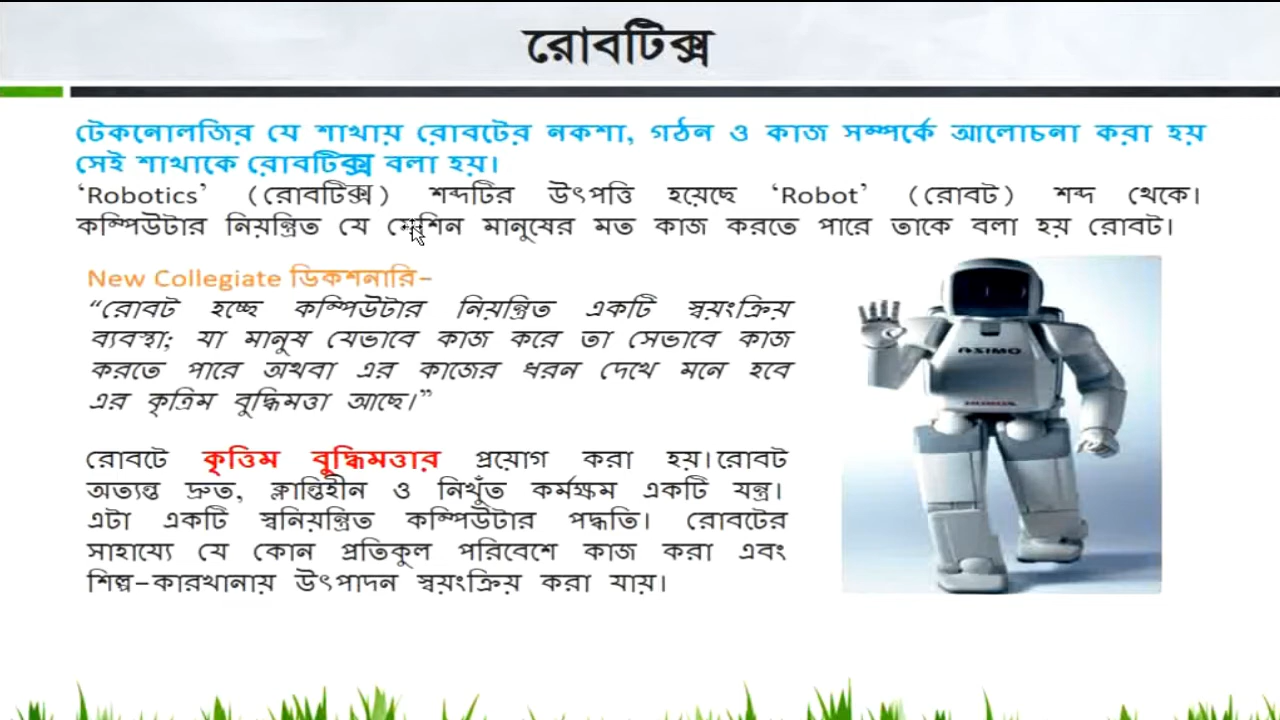 রোবটিক্স
টেকনোলজির যে শাখায় রোবটের নকশা, গঠন ও কাজ সম্পর্কে আলোচনা করা হয়
সেই শাখাকে রোবটিক্স বলা হয়।
‘Robotics’ (রোবটিক্স) শব্দটির উৎপত্তি হয়েছে ‘Robot’ (রোবট) শব্দ থেকে।
কম্পিউটার নিয়ন্ত্রিত যে মেশিন মানুষের মত কাজ করতে পারে তাকে বলা হয় রোবট।
New Collegiate ডিকশনারি–
“রোবট হচ্ছে কম্পিউটার নিয়ন্ত্রিত একটি স্বয়ংক্রিয়
ব্যবস্থা; যা মানুষ যেভাবে কাজ করে তা সেভাবে কাজ
করতে পারে অথবা এর কাজের ধরন দেখে মনে হবে
এর কৃত্রিম বুদ্ধিমত্তা আছে।”
ASIMO
HONDA
রোবটে কৃত্তিম বুদ্ধিমত্তার প্রয়োগ করা হয়।রোবট
অত্যন্ত দ্রুত, ক্লান্তিহীন ও নিখুঁত কর্মক্ষম একটি যন্ত্র।
এটা একটি স্বনিয়ন্ত্রিত কম্পিউটার পদ্ধতি। রোবটের
সাহায্যে যে কোন প্রতিকুল পরিবেশে কাজ করা এবং
শিল্প–কারখানায় উৎপাদন স্বয়ংক্রিয় করা যায়।